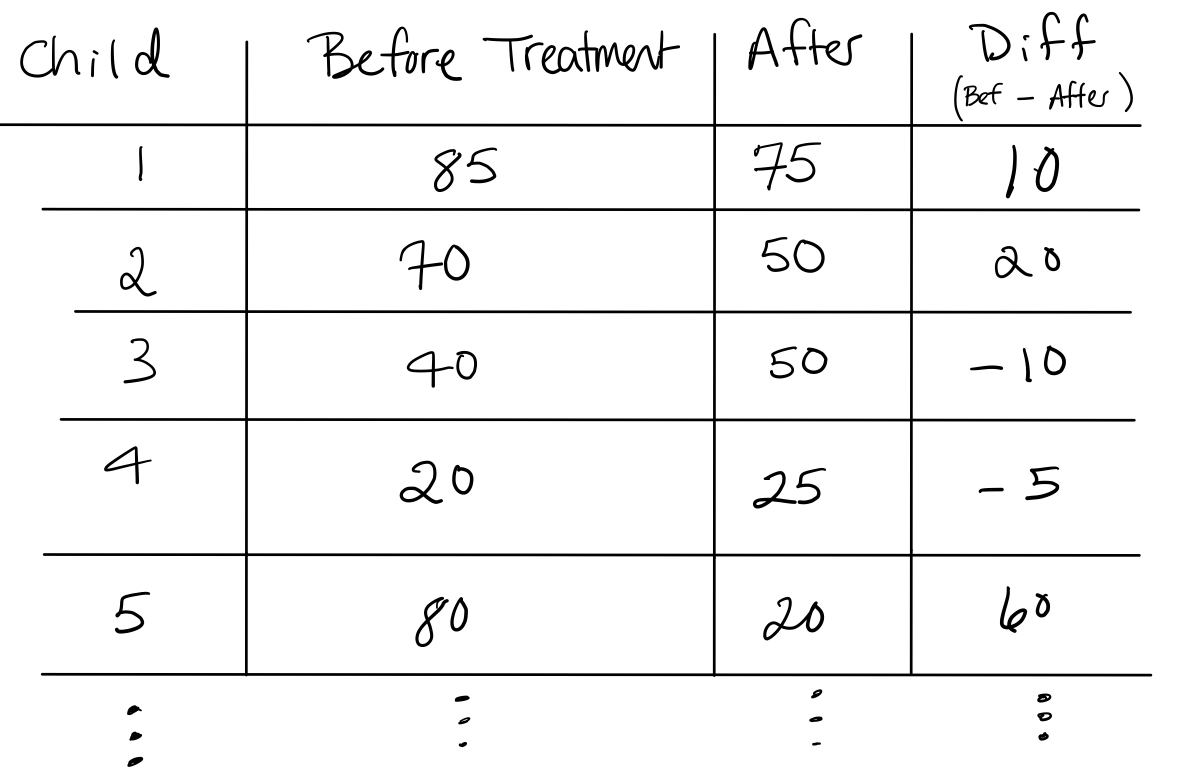 Child Before Treatment After Diff
(Bef - After)
1 85 75 10
2 70 50 20
3 40 50 -10
4 20 25 -5
5 80 20 60